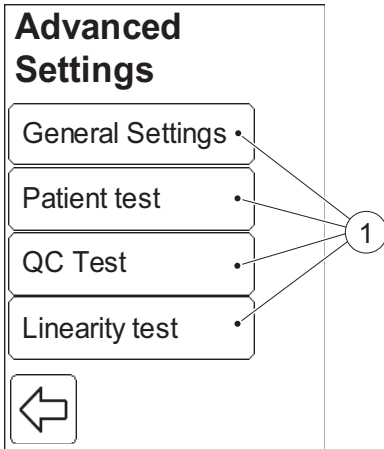 Advanced
Settings
General Settings
Patient test
QC Test
Linearity test
1